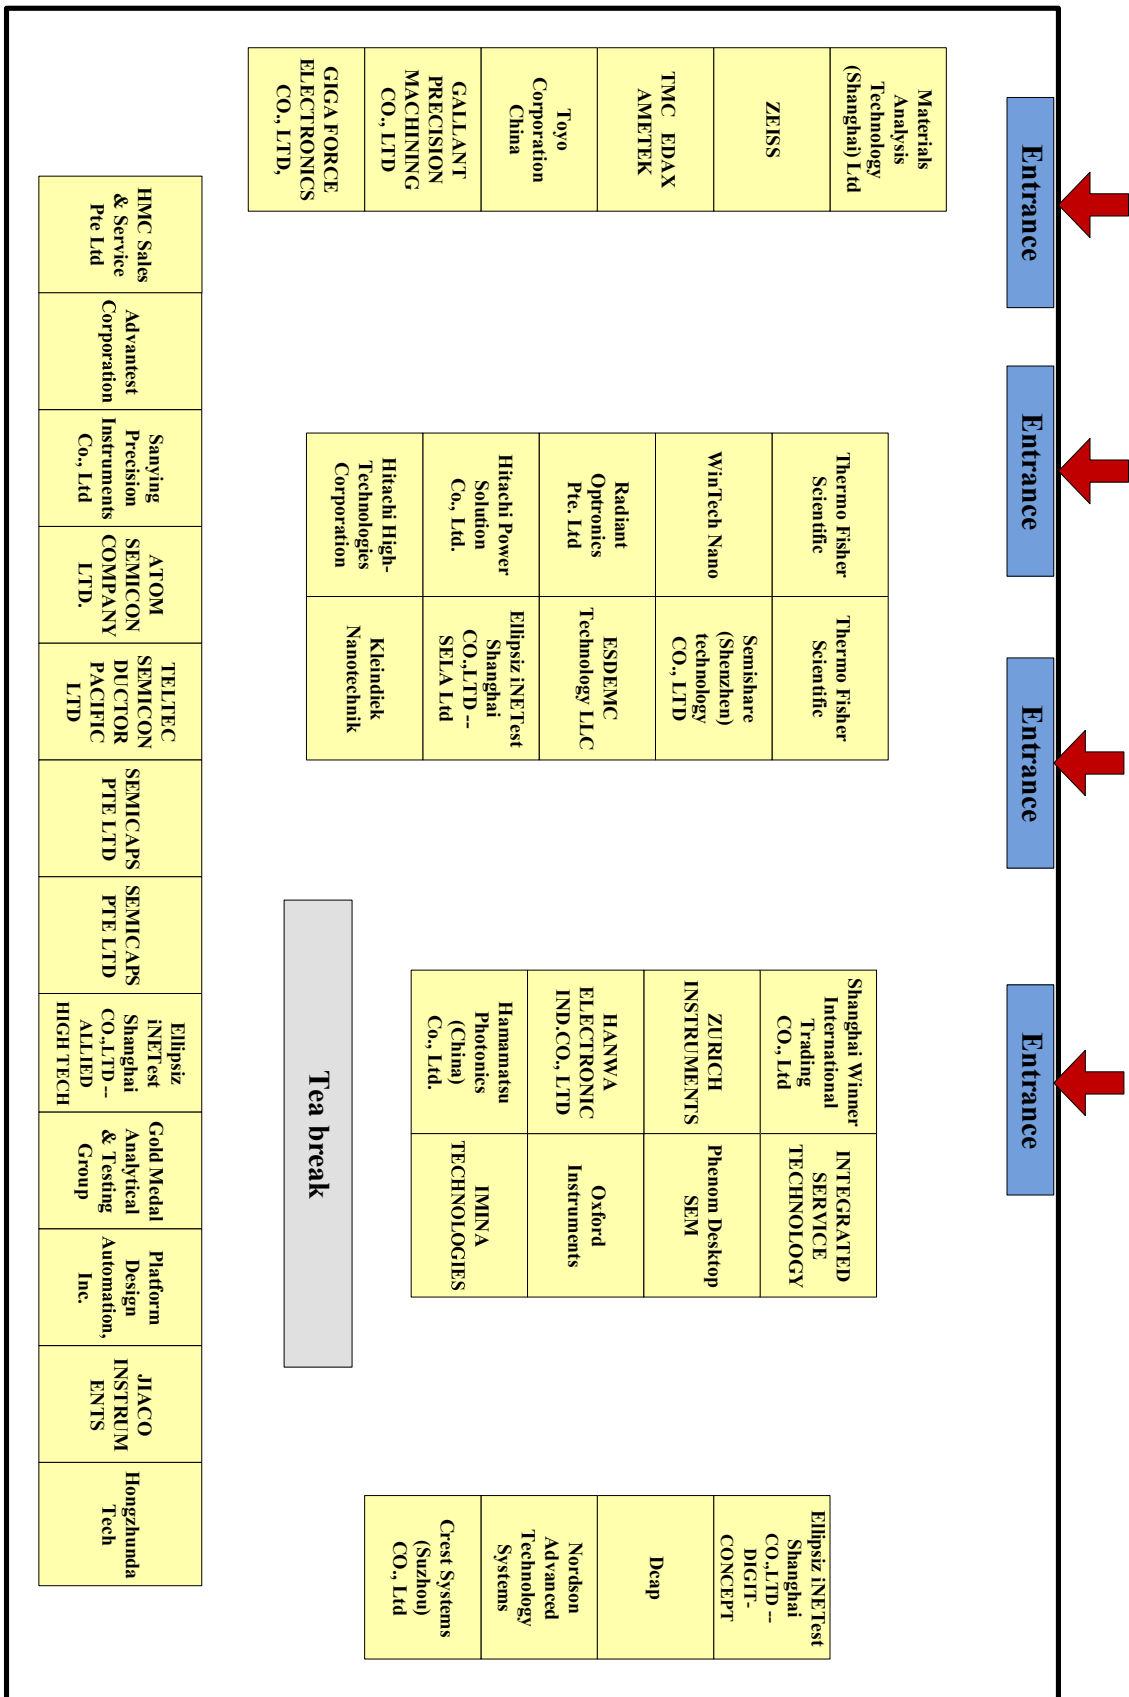 Entrance
Entrance
Entrance
Entrance
Materials
Analysis
Technology
(Shanghai) Ltd
ZEISS
TMC EDAX
AMETEK
Toyo
Corporation
China
GALLANT
PRECISION
MACHINING
CO., LTD
GIGA FORCE
ELECTRONICS
CO., LTD,
Thermo Fisher
Scientific
Thermo Fisher
Scientific
WinTech Nano
Semishare
(Shenzhen)
technology
CO., LTD
Radiant
Optronics
Pte. Ltd
ESDEMC
Technology LLC
Hitachi Power
Solution
Co., Ltd.
Ellipsiz iNETest
Shanghai
CO.,LTD --
SELA Ltd
Hitachi High-
Technologies
Corporation
Kleindiek
Nanotechnik
Shanghai Winner
International
Trading
CO., Ltd
INTEGRATED
SERVICE
TECHNOLOGY
ZURICH
INSTRUMENTS
Phenom Desktop
SEM
HANWA
ELECTRONIC
IND.CO., LTD
Oxford
Instruments
Hamamatsu
Photonics
(China)
Co., Ltd.
IMINA
TECHNOLOGIES
Ellipsiz iNETest
Shanghai
CO.,LTD --
DIGIT-
CONCEPT
Dcap
Nordson
Advanced
Technology
Systems
Crest Systems
(Suzhou)
CO., Ltd
Tea break
HMC Sales
& Service
Pte Ltd
Advantest
Corporation
Sanying
Precision
Instruments
Co., Ltd
ATOM
SEMICON
COMPANY
LTD.
TELTEC
SEMICON
DUCTOR
PACIFIC
LTD
SEMICAPS
PTE LTD
SEMICAPS
PTE LTD
Ellipsiz
iNETest
Shanghai
CO.,LTD --
ALLIED
HIGH TECH
Gold Medal
Analytical
& Testing
Group
Platform
Design
Automation,
Inc.
JIACO
INSTRUM
ENTS
Hongzhunda
Tech